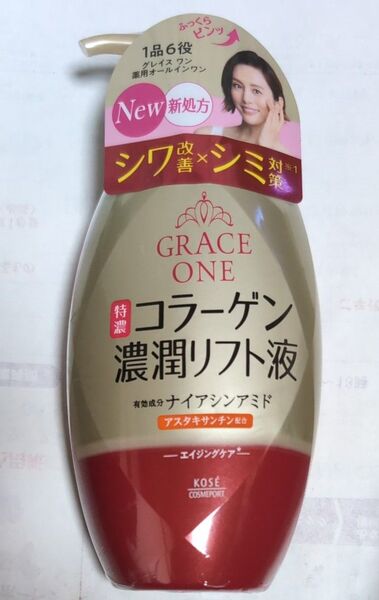 ふっくら
ピンッ
1品6役
グレイス ワン
薬用オールインワン
New 新処方
シワ改善×シミ対策※1
GRACE
ONE
特濃 コラーゲン
濃潤リフト液
有効成分 ナイアシンアミド
アスタキサンチン配合
エイジングケア*
KOSÉ
COSMEPORT